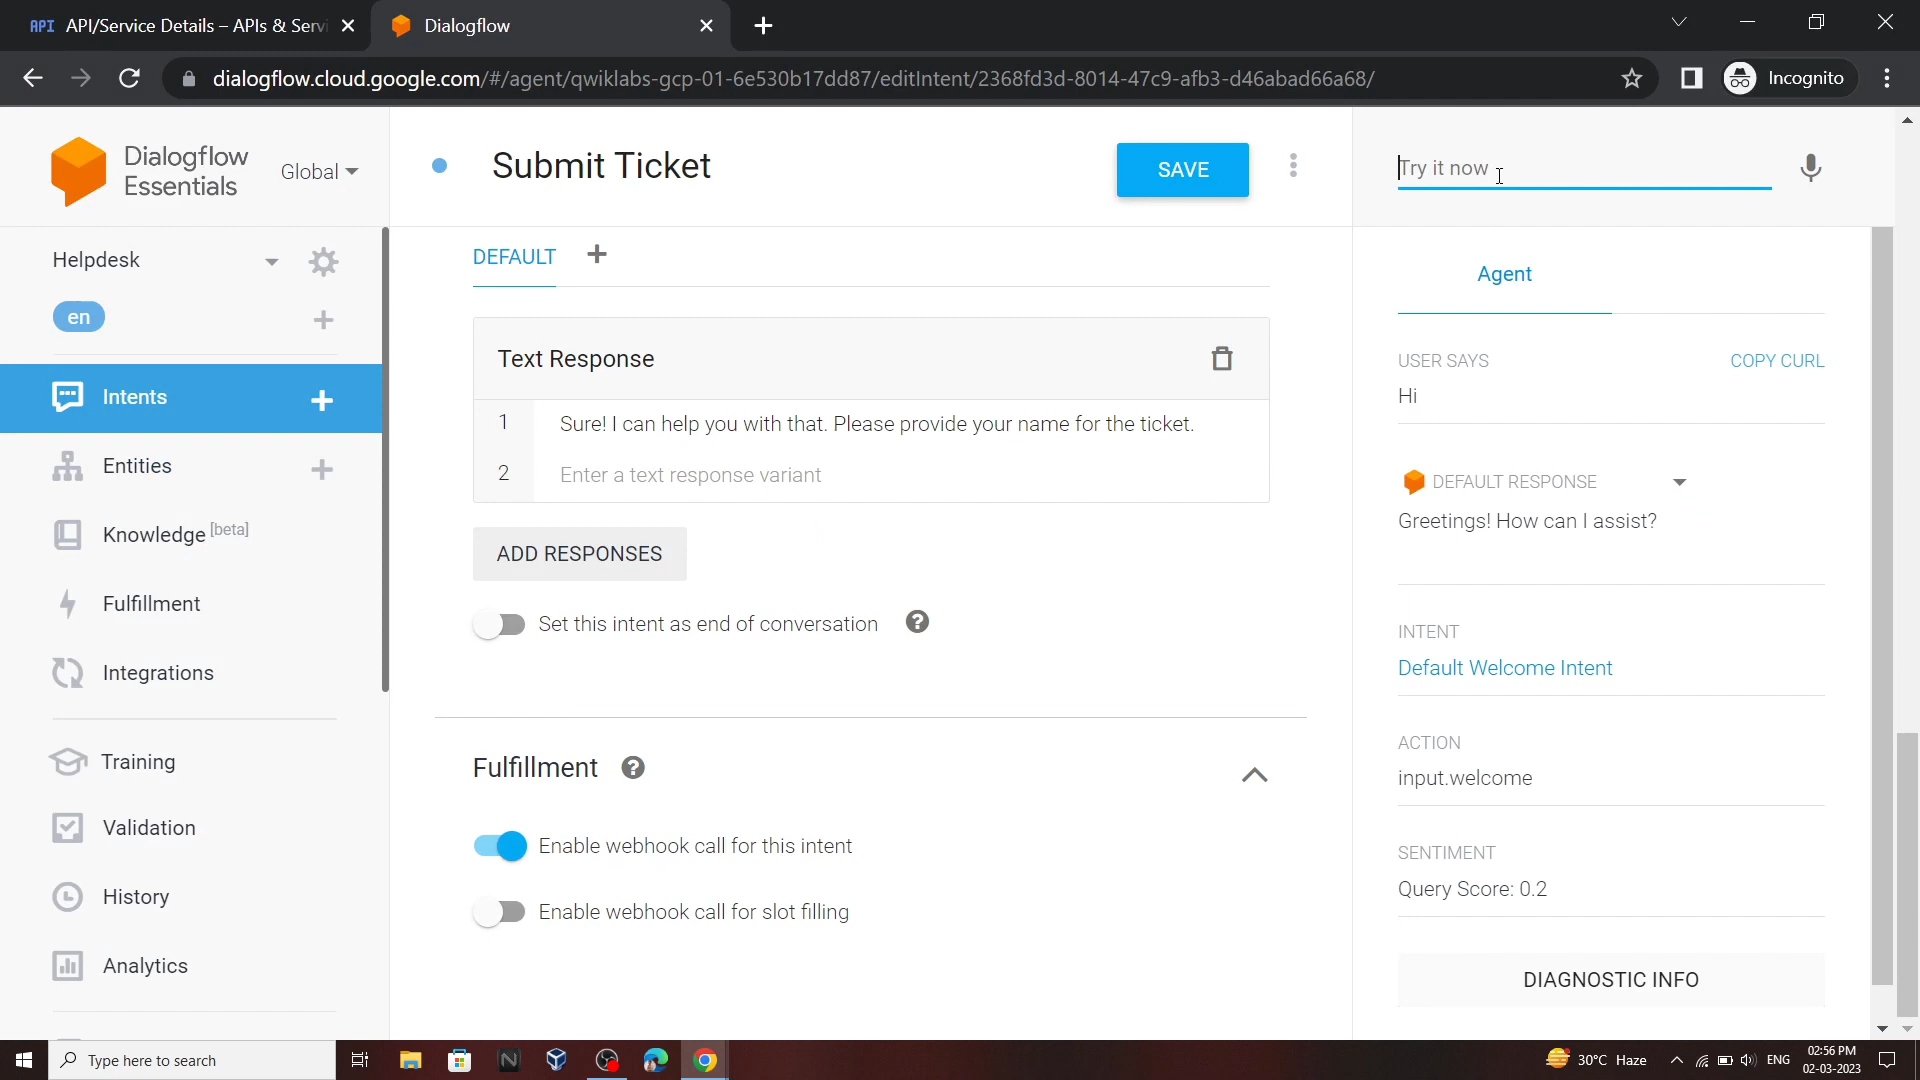 API API/Service Details – APIs & Servi
Dialogflow
dialogflow.cloud.google.com/#/agent/qwiklabs-gcp-01-6e530b17dd87/editIntent/2368fd3d-8014-47c9-afb3-d46abad66a68/
Incognito
Dialogflow
Essentials
Global
Submit Ticket
SAVE
Try it now
Helpdesk
en
Intents
Entities
Knowledge [beta]
Fulfillment
Integrations
Training
Validation
History
Analytics
DEFAULT
Text Response
1 Sure! I can help you with that. Please provide your name for the ticket.
2 Enter a text response variant
ADD RESPONSES
Set this intent as end of conversation
Fulfillment
Enable webhook call for this intent
Enable webhook call for slot filling
Agent
USER SAYS
COPY CURL
Hi
DEFAULT RESPONSE
Greetings! How can I assist?
INTENT
Default Welcome Intent
ACTION
input.welcome
SENTIMENT
Query Score: 0.2
DIAGNOSTIC INFO
Type here to search
30°C Haze
ENG
02:56 PM
02-03-2023